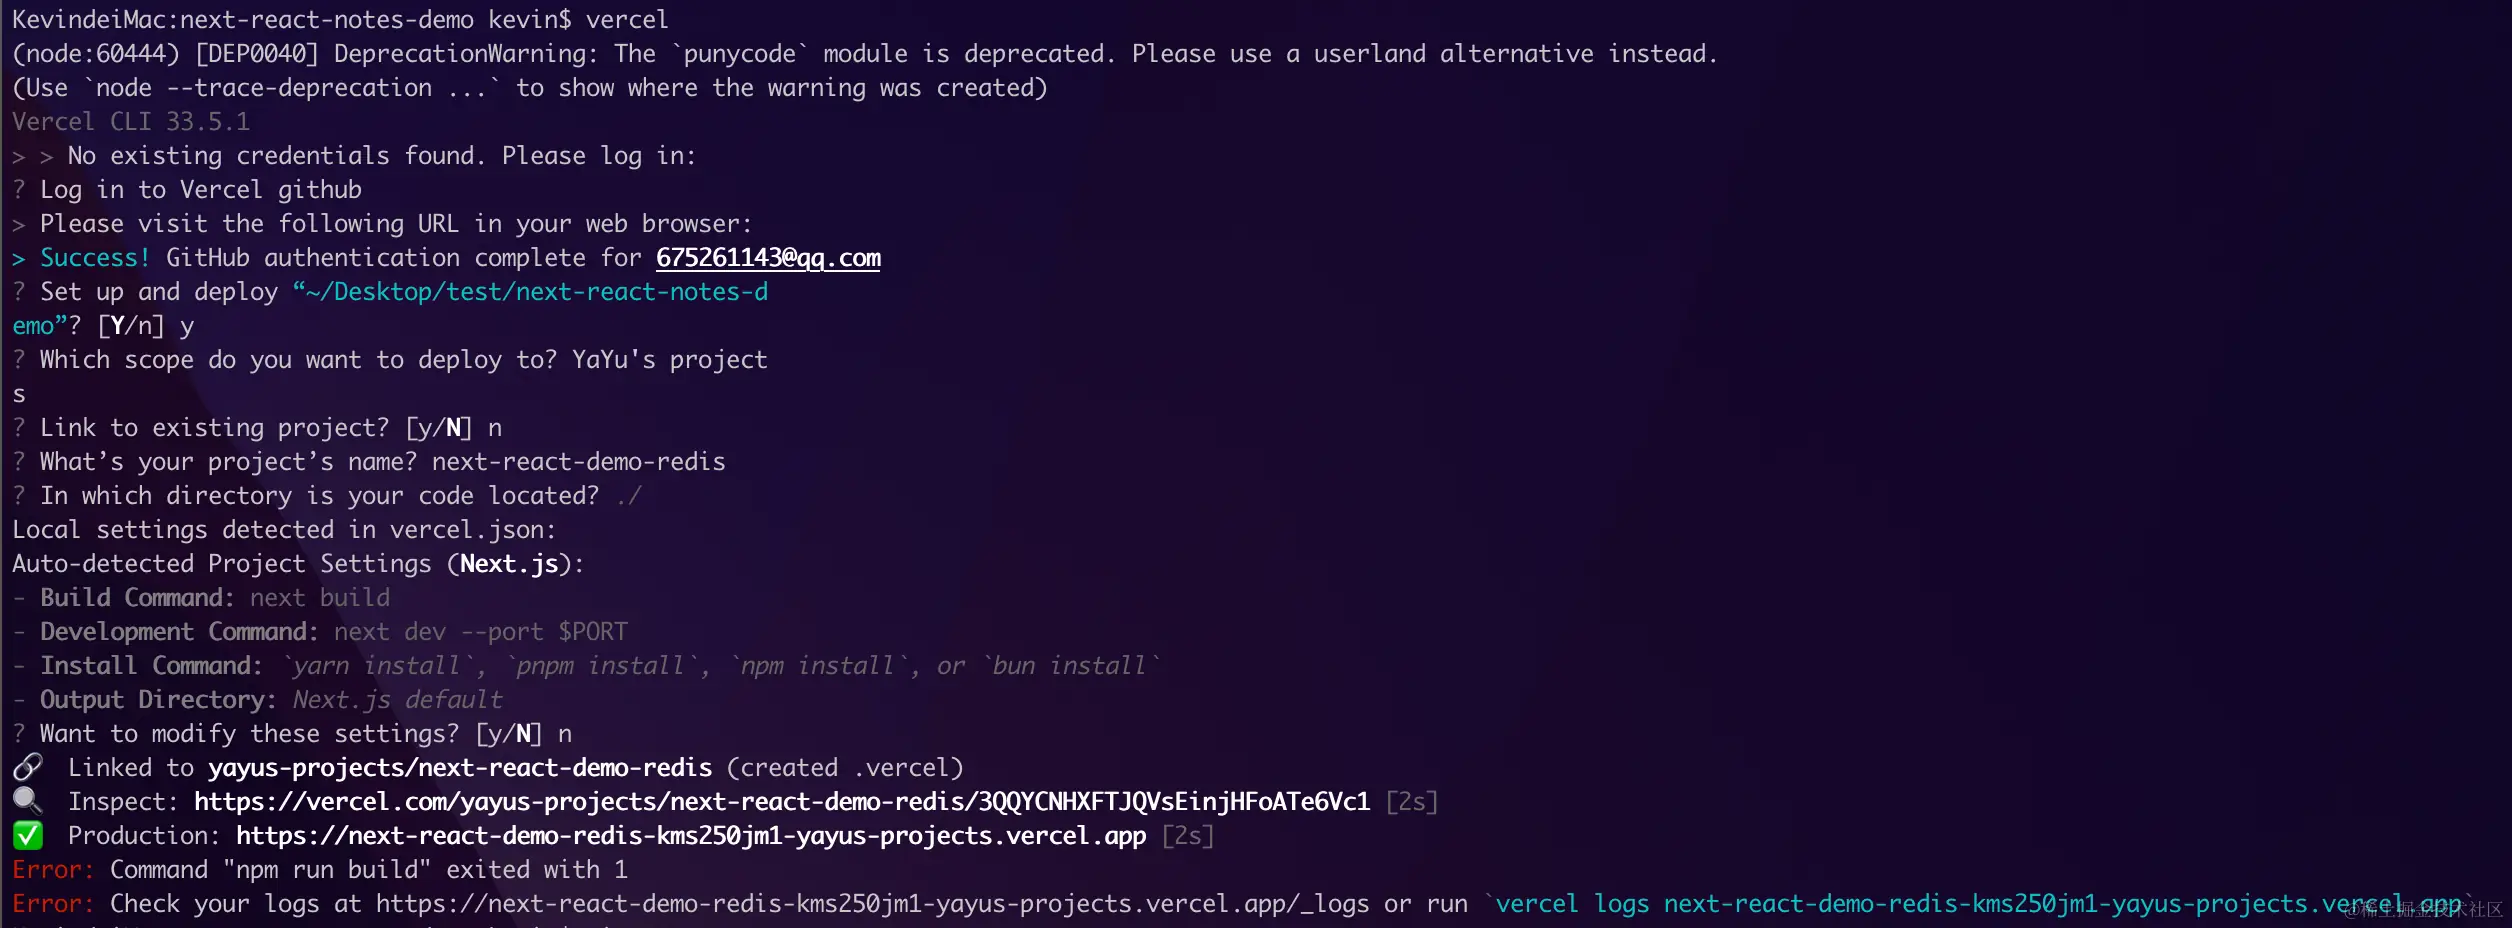 KevindeiMac:next-react-notes-demo kevin$ vercel
(node:60444) [DEP0040] DeprecationWarning: The `punycode` module is deprecated. Please use a userland alternative instead.
(Use `node --trace-deprecation ...` to show where the warning was created)
Vercel CLI 33.5.1
> > No existing credentials found. Please log in:
? Log in to Vercel github
> Please visit the following URL in your web browser:
> Success! GitHub authentication complete for 675261143@qq.com
? Set up and deploy “~/Desktop/test/next-react-notes-d
emo”? [Y/n] y
? Which scope do you want to deploy to? YaYu's project
s
? Link to existing project? [y/N] n
? What’s your project’s name? next-react-demo-redis
? In which directory is your code located? ./
Local settings detected in vercel.json:
Auto-detected Project Settings (Next.js):
- Build Command: next build
- Development Command: next dev --port $PORT
- Install Command: `yarn install`, `pnpm install`, `npm install`, or `bun install`
- Output Directory: Next.js default
? Want to modify these settings? [y/N] n
🔗  Linked to yayus-projects/next-react-demo-redis (created .vercel)
🔍  Inspect: https://vercel.com/yayus-projects/next-react-demo-redis/3QQYCNHXFTJQVsEinjHFoATe6Vc1 [2s]
✅  Production: https://next-react-demo-redis-kms250jm1-yayus-projects.vercel.app [2s]
Error: Command "npm run build" exited with 1
Error: Check your logs at https://next-react-demo-redis-kms250jm1-yayus-projects.vercel.app/_logs or run `vercel logs next-react-demo-redis-kms250jm1-yayus-projects.vercel.app`
@稀土掘金技术社区